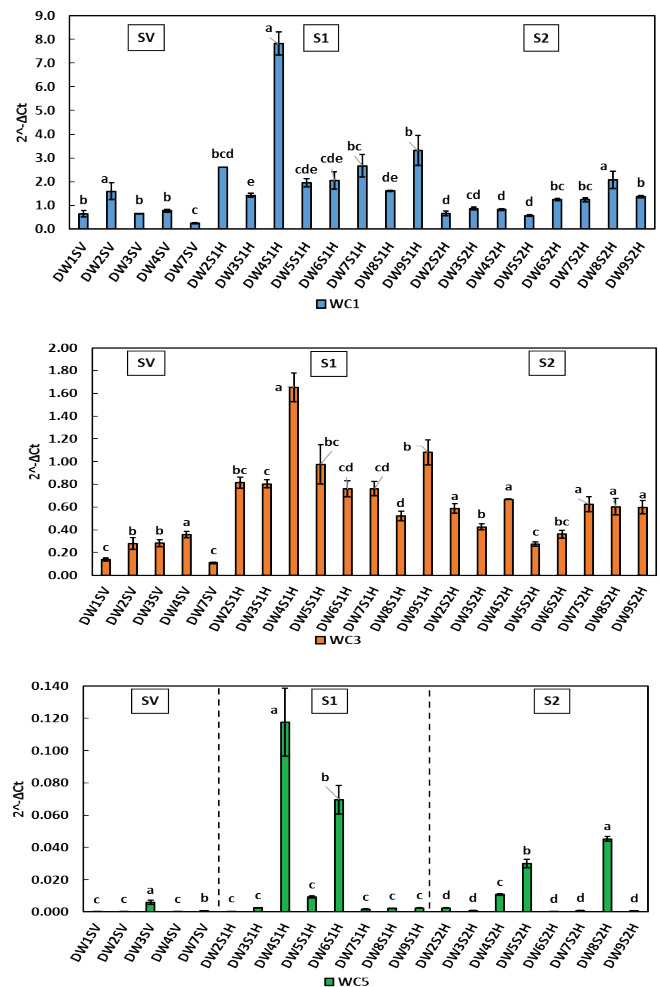 9.0
8.0
7.0
6.0
5.0
4.0
3.0
2.0
1.0
0.0
2^-ΔCt
SV
S1
S2
b a b b c bcd e a cde cde bc de b d cd d d bc bc a b
DW1SV DW2SV DW3SV DW4SV DW7SV DW2S1H DW3S1H DW4S1H DW5S1H DW6S1H DW7S1H DW8S1H DW9S1H DW2S2H DW3S2H DW4S2H DW5S2H DW6S2H DW7S2H DW8S2H DW9S2H
WC1
2.00
1.80
1.60
1.40
1.20
1.00
0.80
0.60
0.40
0.20
0.00
2^-ΔCt
SV
S1
S2
c b b a c bc c a bc cd cd d b a b a c bc a a a
DW1SV DW2SV DW3SV DW4SV DW7SV DW2S1H DW3S1H DW4S1H DW5S1H DW6S1H DW7S1H DW8S1H DW9S1H DW2S2H DW3S2H DW4S2H DW5S2H DW6S2H DW7S2H DW8S2H DW9S2H
WC3
0.140
0.120
0.100
0.080
0.060
0.040
0.020
0.000
2^-ΔCt
SV
S1
S2
c c a c b c c a c b c c c d d c b d d a d
DW1SV DW2SV DW3SV DW4SV DW7SV DW2S1H DW3S1H DW4S1H DW5S1H DW6S1H DW7S1H DW8S1H DW9S1H DW2S2H DW3S2H DW4S2H DW5S2H DW6S2H DW7S2H DW8S2H DW9S2H
WC5